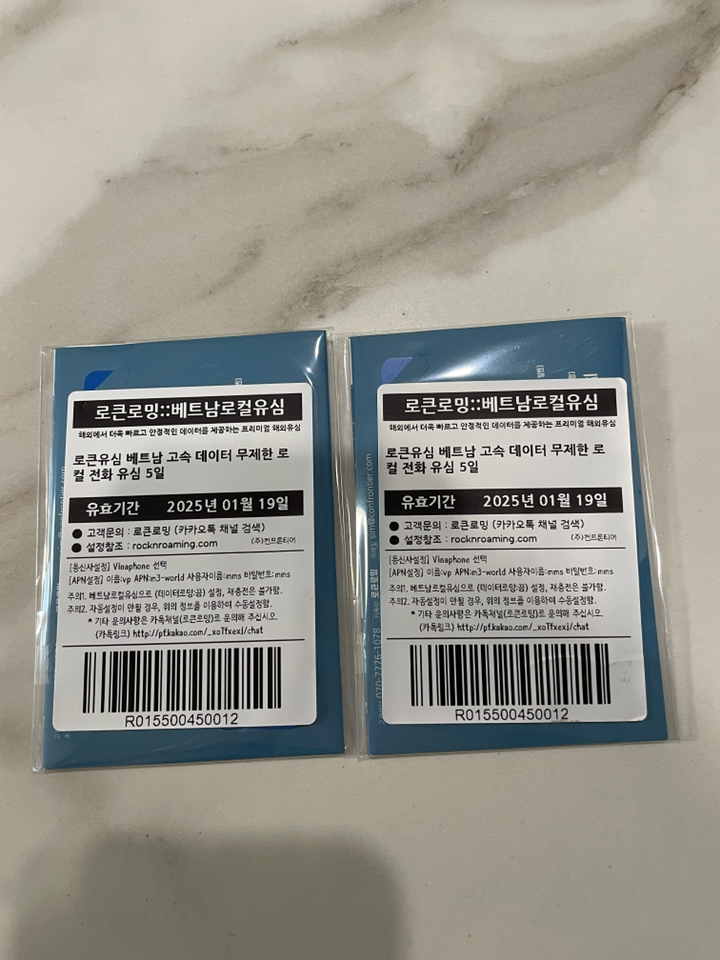 로큰로밍::베트남로컬유심
해외에서 더욱 빠르고 안정적인 데이터를 제공하는 프리미엄 해외유심
로큰유심 베트남 고속 데이터 무제한 로
컬 전화 유심 5일
유효기간 2025년 01월 19일
● 고객문의 : 로큰로밍 (카카오톡 채널 검색)
● 설정참조 : rocknroaming.com (주)컨프론티어
[통신사설정] Vinaphone 선택
[APN설정] 이름:vp APN:m3-world 사용자이름:mms 비밀번호:mms
주의1. 베트남로컬유심으로 (데이터로밍:끔) 설정, 재충전은 불가함.
주의2. 자동설정이 안될 경우, 위의 정보를 이용하여 수동설정함.
* 기타 문의사항은 카톡채널(로큰로밍)로 문의해 주십시오.
(카톡링크) http://pf.kakao.com/_xoTfxexj/chat
R015500450012
로큰로밍::베트남로컬유심
해외에서 더욱 빠르고 안정적인 데이터를 제공하는 프리미엄 해외유심
로큰유심 베트남 고속 데이터 무제한 로
컬 전화 유심 5일
유효기간 2025년 01월 19일
● 고객문의 : 로큰로밍 (카카오톡 채널 검색)
● 설정참조 : rocknroaming.com (주)컨프론티어
[통신사설정] Vinaphone 선택
[APN설정] 이름:vp APN:m3-world 사용자이름:mms 비밀번호:mms
주의1. 베트남로컬유심으로 (데이터로밍:끔) 설정, 재충전은 불가함.
주의2. 자동설정이 안될 경우, 위의 정보를 이용하여 수동설정함.
* 기타 문의사항은 카톡채널(로큰로밍)로 문의해 주십시오.
(카톡링크) http://pf.kakao.com/_xoTfxexj/chat
R015500450012
070-7776-1078
로큰로밍
이메일 sim@confrontier.com